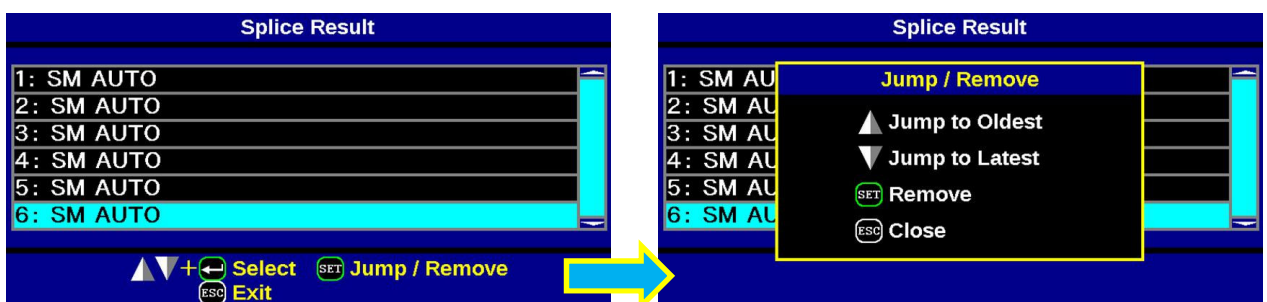 Splice Result
1: SM AUTO
2: SM AUTO
3: SM AUTO
4: SM AUTO
5: SM AUTO
6: SM AUTO
+ Select SET Jump / Remove
ESC Exit
Splice Result
1: SM AU
2: SM AU
3: SM AU
4: SM AU
5: SM AU
6: SM AU
Jump / Remove
Jump to Oldest
Jump to Latest
SET Remove
ESC Close